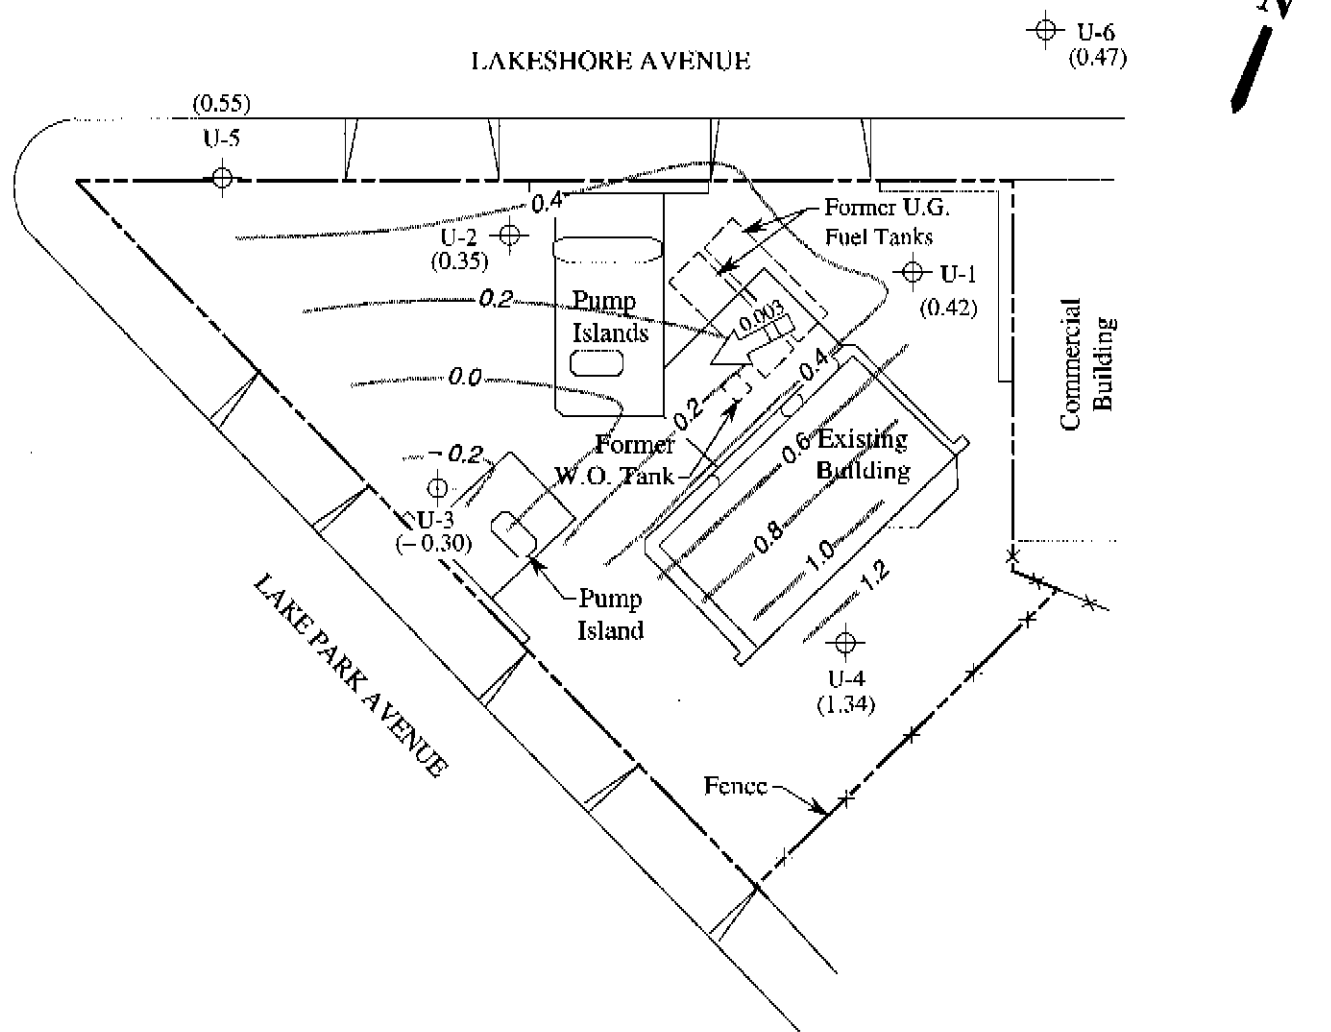 N
U-6
(0.47)
LAKESHORE AVENUE
(0.55)
U-5
0.4
Former U.G.
Fuel Tanks
U-2
(0.35)
U-1
(0.42)
0.2
Pump
Islands
0.003
Commercial
Building
0.0
0.4
0.2
Former
W.O. Tank
0.6
Existing
Building
-0.2
U-3
(-0.30)
0.8
1.0
1.2
Pump
Island
LAKE PARK AVENUE
U-4
(1.34)
Fence